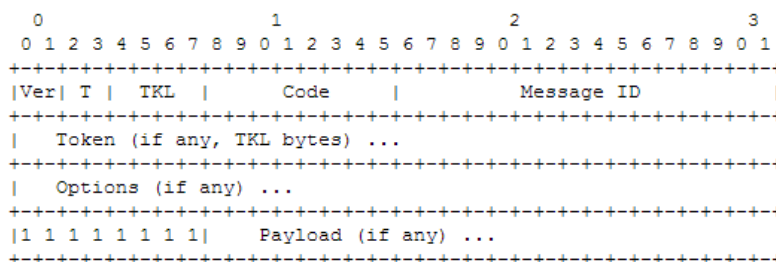 0                   1                   2                   3
 0 1 2 3 4 5 6 7 8 9 0 1 2 3 4 5 6 7 8 9 0 1 2 3 4 5 6 7 8 9 0 1
+-+-+-+-+-+-+-+-+-+-+-+-+-+-+-+-+-+-+-+-+-+-+-+-+-+-+-+-+-+-+-+-
|Ver| T |  TKL  |      Code     |          Message ID           |
+-+-+-+-+-+-+-+-+-+-+-+-+-+-+-+-+-+-+-+-+-+-+-+-+-+-+-+-+-+-+-+-
|   Token (if any, TKL bytes) ...
+-+-+-+-+-+-+-+-+-+-+-+-+-+-+-+-+-+-+-+-+-+-+-+-+-+-+-+-+-+-+-+-
|   Options (if any) ...
+-+-+-+-+-+-+-+-+-+-+-+-+-+-+-+-+-+-+-+-+-+-+-+-+-+-+-+-+-+-+-+-
|1 1 1 1 1 1 1 1|    Payload (if any) ...
+-+-+-+-+-+-+-+-+-+-+-+-+-+-+-+-+-+-+-+-+-+-+-+-+-+-+-+-+-+-+-+-